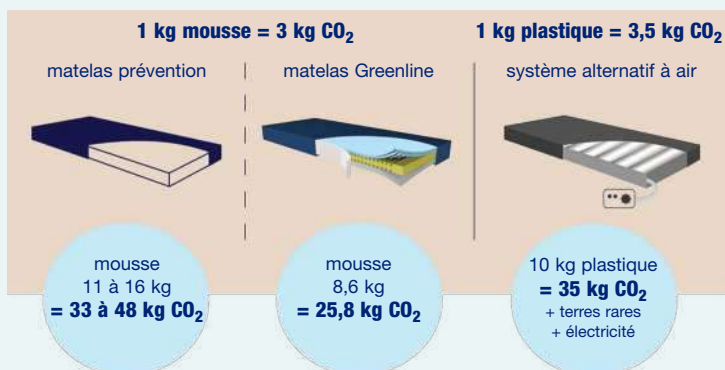 1 kg mousse = 3 kg CO₂
1 kg plastique = 3,5 kg CO₂
matelas prévention
matelas Greenline
système alternatif à air
mousse
11 à 16 kg
= 33 à 48 kg CO₂
mousse
8,6 kg
= 25,8 kg CO₂
10 kg plastique
= 35 kg CO₂
+ terres rares
+ électricité